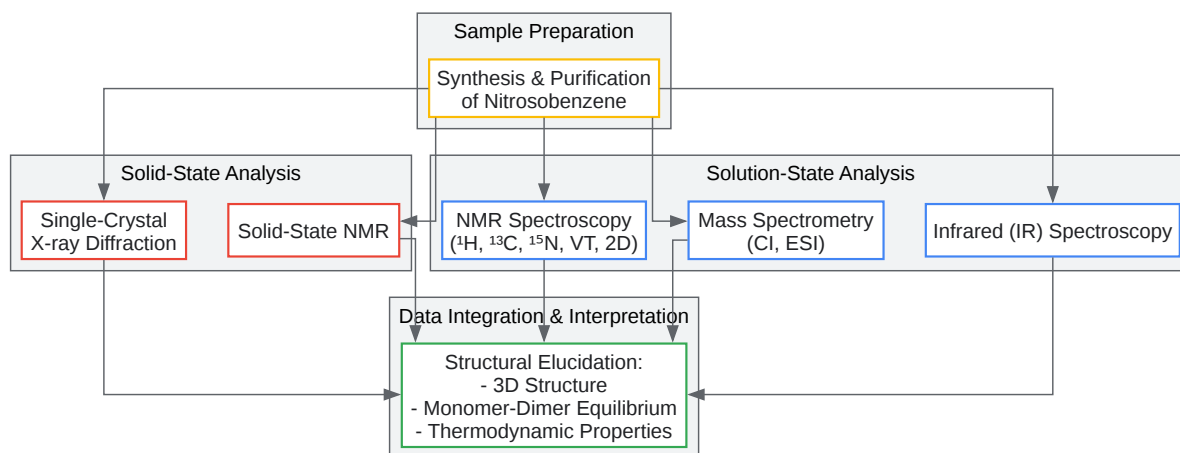 Sample Preparation
Synthesis & Purification
of Nitrosobenzene
Solid-State Analysis
Single-Crystal
X-ray Diffraction
Solid-State NMR
Solution-State Analysis
NMR Spectroscopy
(¹H, ¹³C, ¹⁵N, VT, 2D)
Mass Spectrometry
(CI, ESI)
Infrared (IR) Spectroscopy
Data Integration & Interpretation
Structural Elucidation:
- 3D Structure
- Monomer-Dimer Equilibrium
- Thermodynamic Properties